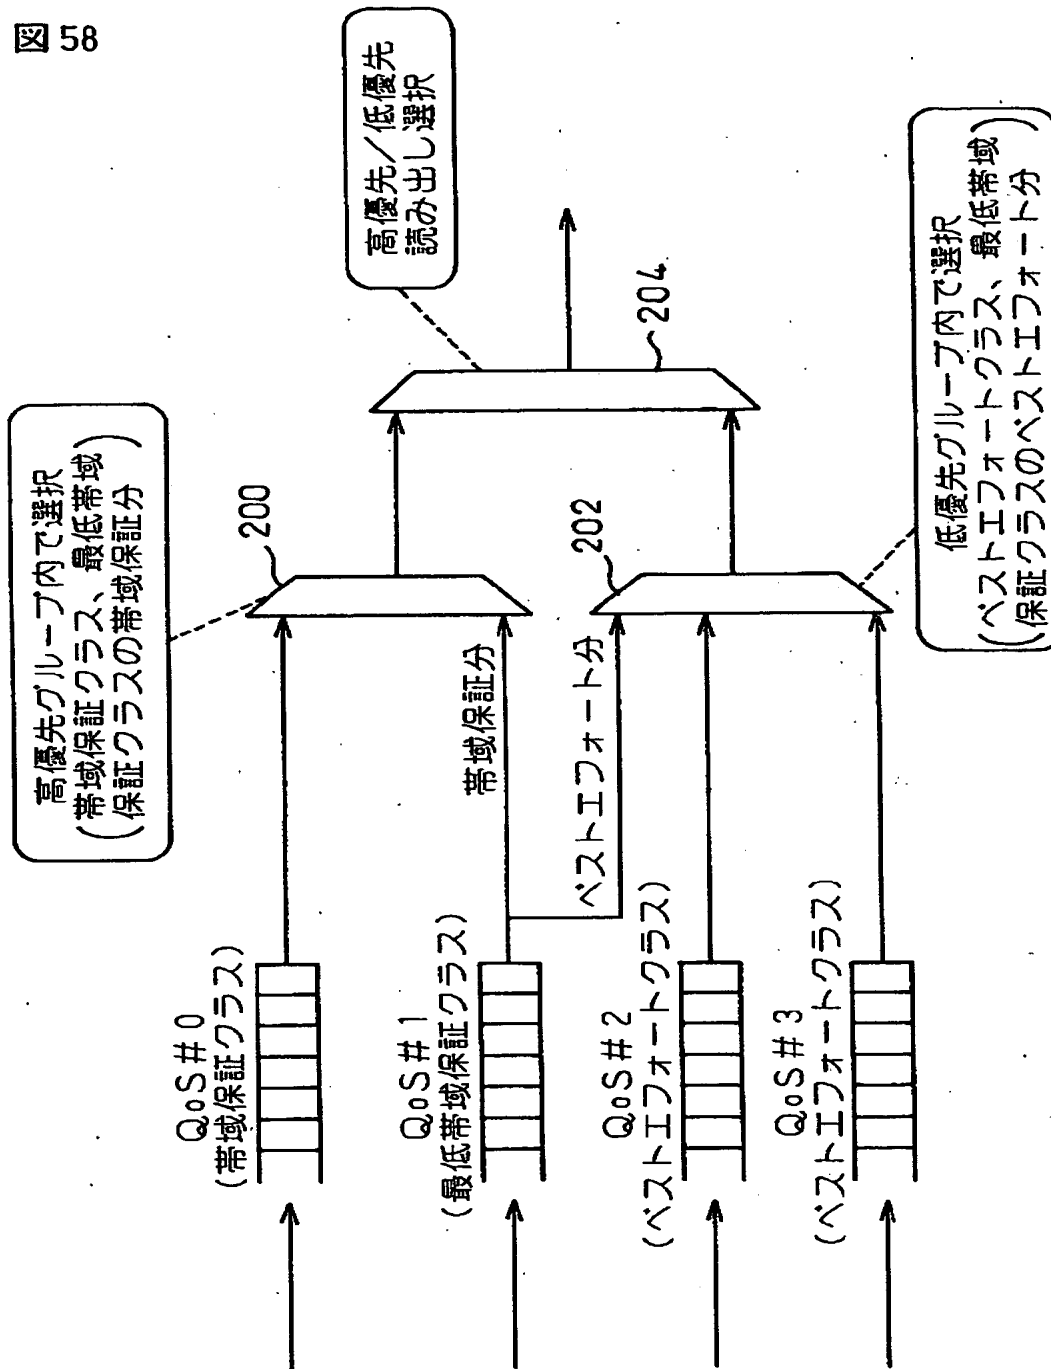 図 58
高優先グループ内で選択
(帯域保証クラス、最低帯域
保証クラスの帯域保証分)
高優先/低優先
読み出し選択
200
204
202
低優先グループ内で選択
(ベストエフォートクラス、最低帯域
保証クラスのベストエフォート分)
QoS#0
(帯域保証クラス)
QoS#1
(最低帯域保証クラス)
帯域保証分
ベストエフォート分
QoS#2
(ベストエフォートクラス)
QoS#3
(ベストエフォートクラス)